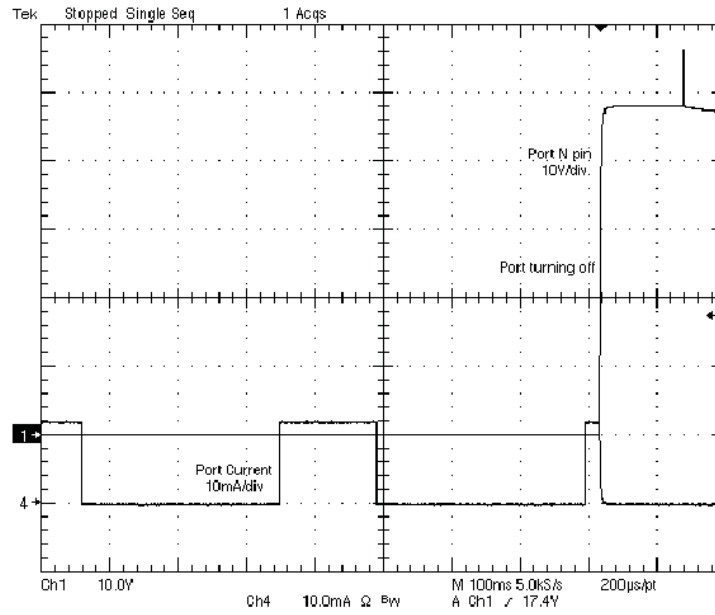 Tek Stopped Single Seq 1 Acqs
Port N pin
10V/div.
Port turning off
1
Port Current
10mA/div
4
Ch1 10.0V M 100ms 5.0kS/s 200µs/pt
Ch4 10.0mA Ω Bw A Ch1 / 17.4V